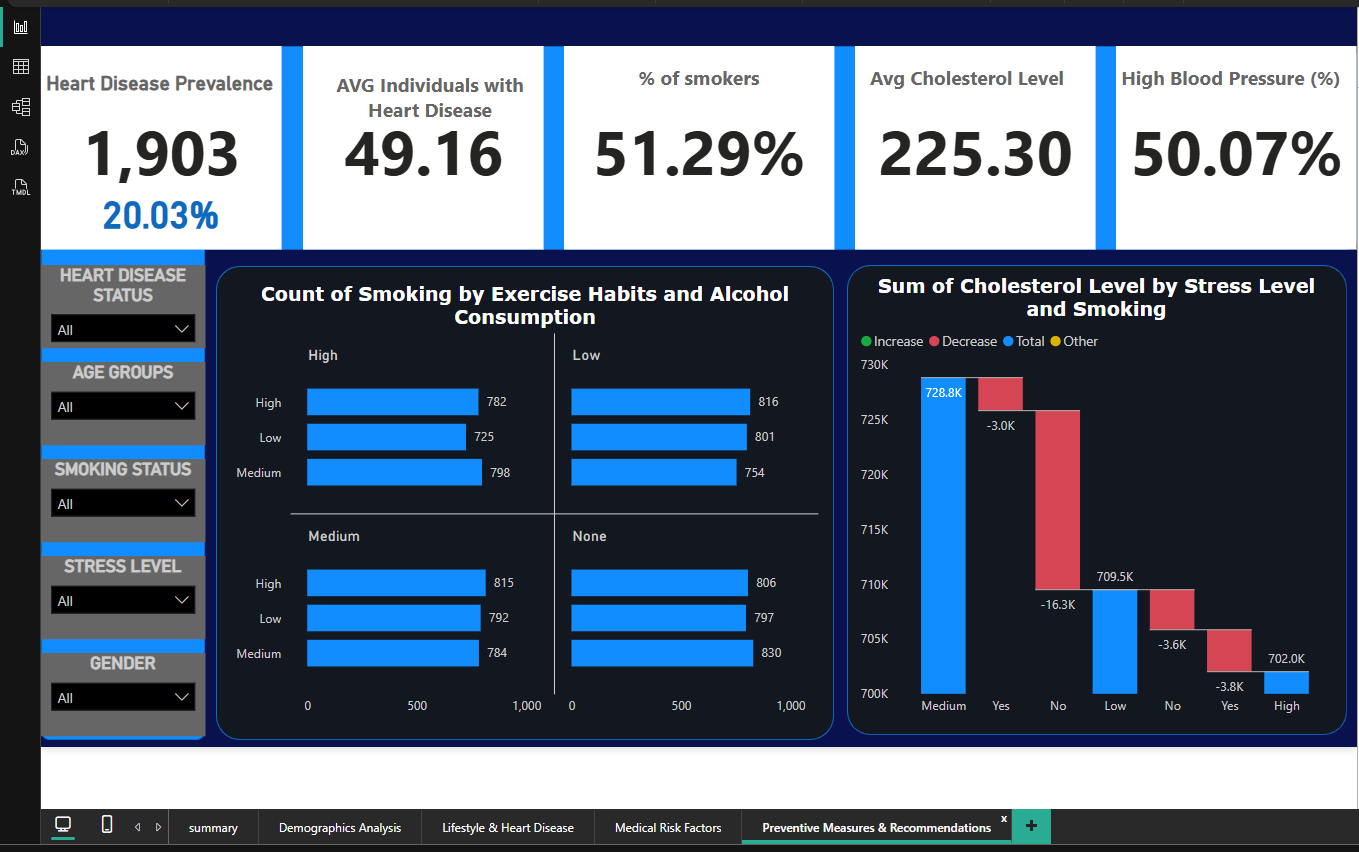 DAX
TMDL
Heart Disease Prevalence
1,903
20.03%
AVG Individuals with
Heart Disease
49.16
% of smokers
51.29%
Avg Cholesterol Level
225.30
High Blood Pressure (%)
50.07%
HEART DISEASE
STATUS
All
AGE GROUPS
All
SMOKING STATUS
All
STRESS LEVEL
All
GENDER
All
Count of Smoking by Exercise Habits and Alcohol
Consumption
High
High 782
Low 725
Medium 798
Low
816
801
754
Medium
High 815
Low 792
Medium 784
None
806
797
830
0 500 1,000 0 500 1,000
Sum of Cholesterol Level by Stress Level
and Smoking
Increase Decrease Total Other
730K
725K
720K
715K
710K
705K
700K
728.8K
-3.0K
-16.3K
709.5K
-3.6K
-3.8K
702.0K
Medium Yes No Low No Yes High
summary Demographics Analysis Lifestyle & Heart Disease Medical Risk Factors Preventive Measures & Recommendations x +